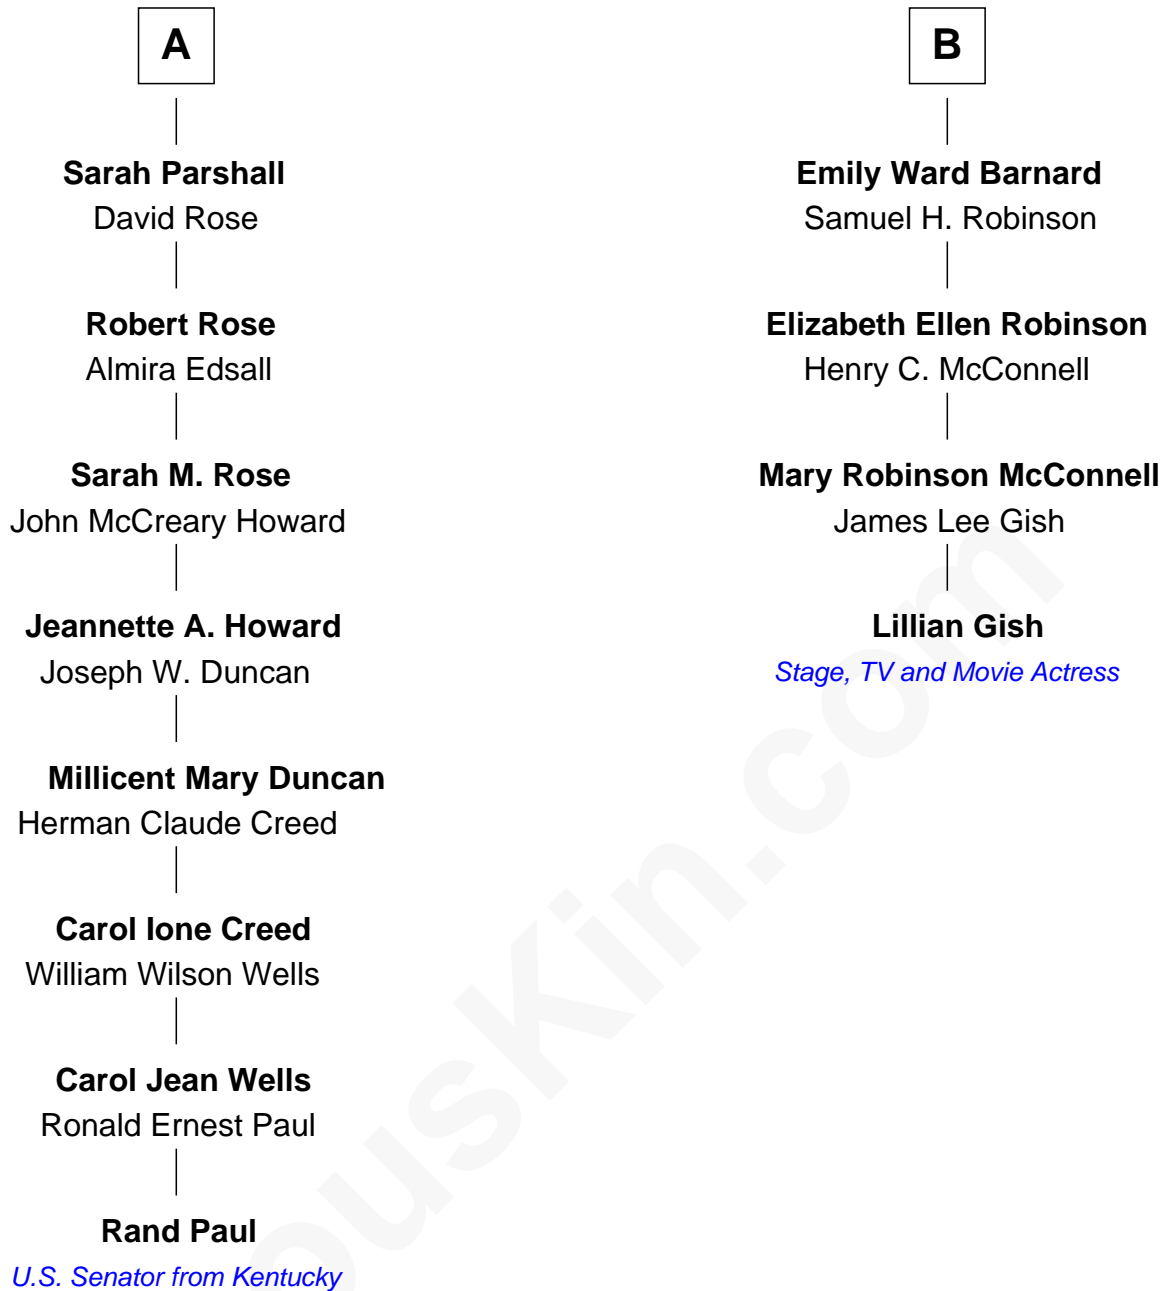 A
Sarah Parshall
David Rose
Robert Rose
Almira Edsall
Sarah M. Rose
John McCreary Howard
Jeannette A. Howard
Joseph W. Duncan
Millicent Mary Duncan
Herman Claude Creed
Carol Ione Creed
William Wilson Wells
Carol Jean Wells
Ronald Ernest Paul
Rand Paul
U.S. Senator from Kentucky
B
Emily Ward Barnard
Samuel H. Robinson
Elizabeth Ellen Robinson
Henry C. McConnell
Mary Robinson McConnell
James Lee Gish
Lillian Gish
Stage, TV and Movie Actress
ousKin.com